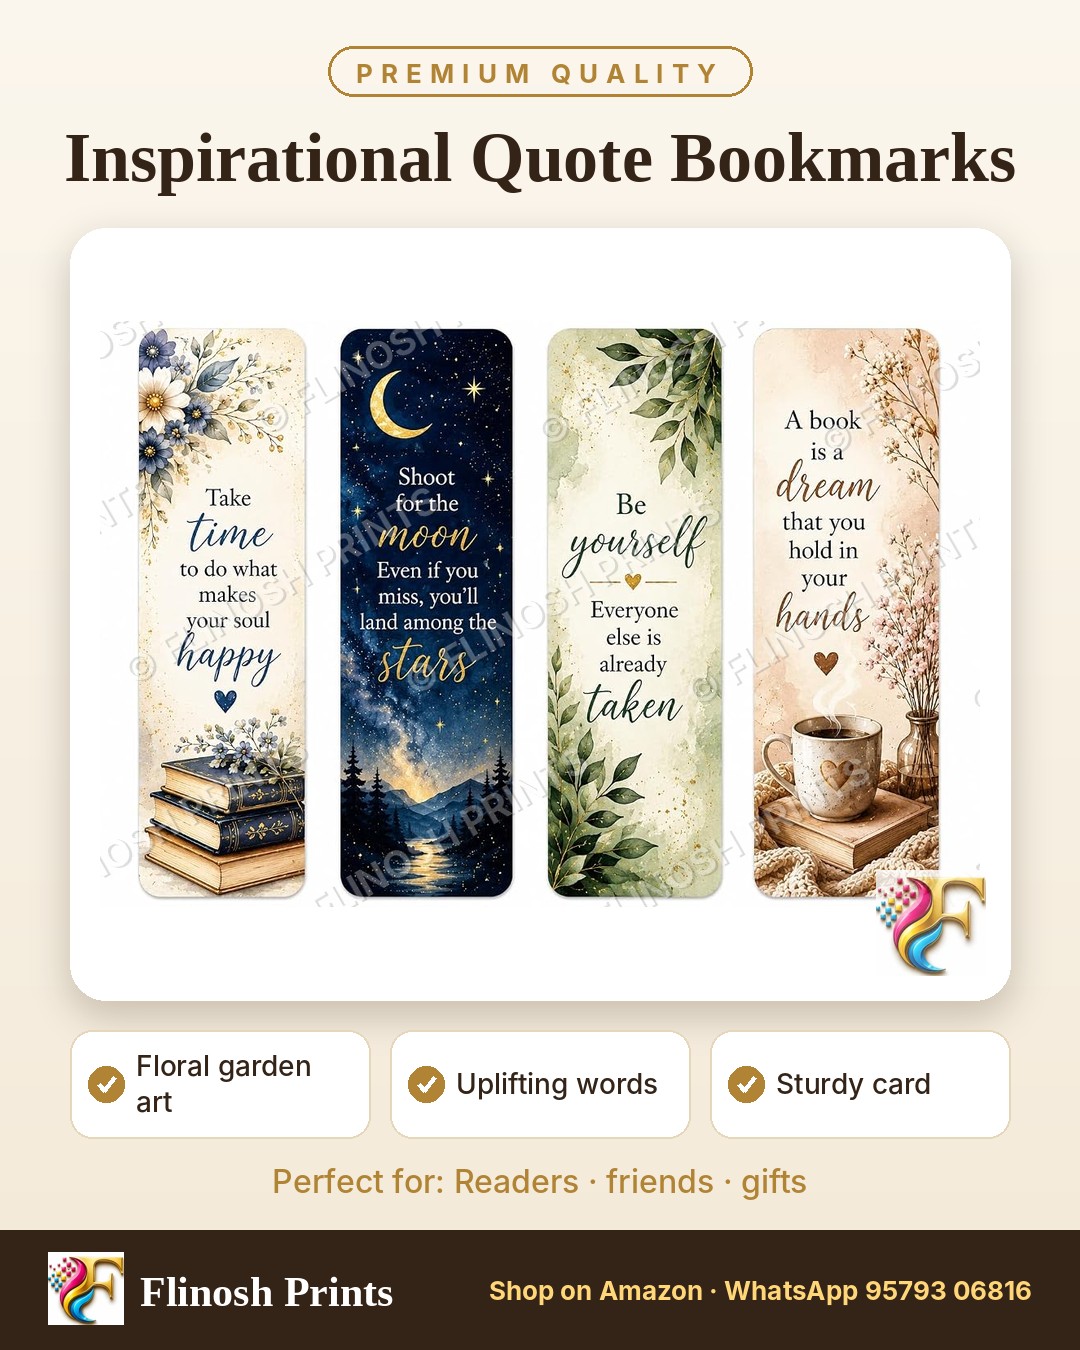 PREMIUM QUALITY
Inspirational Quote Bookmarks
Take
time
to do what
makes
your soul
happy
Shoot
for the
moon
Even if you
miss, you'll
land among the
stars
Be
yourself
Everyone
else is
already
taken
A book
is a
dream
that you
hold in
your
hands
© FLINOSH PRINTS
Floral garden
art
Uplifting words
Sturdy card
Perfect for: Readers · friends · gifts
Flinosh Prints
Shop on Amazon · WhatsApp 95793 06816